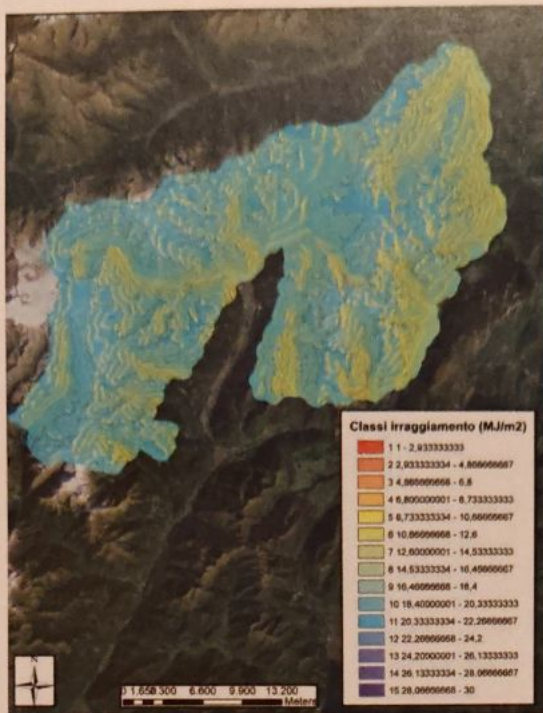 Classi irraggiamento (MJ/m2)
1 1 - 2,933333333
2 2,933333334 - 4,866666667
3 4,866666668 - 6,8
4 6,800000001 - 8,733333333
5 8,733333334 - 10,66666667
6 10,66666668 - 12,6
7 12,60000001 - 14,53333333
8 14,53333334 - 16,46666667
9 16,46666668 - 18,4
10 18,40000001 - 20,33333333
11 20,33333334 - 22,26666667
12 22,26666668 - 24,2
13 24,20000001 - 26,13333333
14 26,13333334 - 28,06666667
15 28,06666668 - 30
N
0 1.650 3.300 6.600 9.900 13.200
Meters